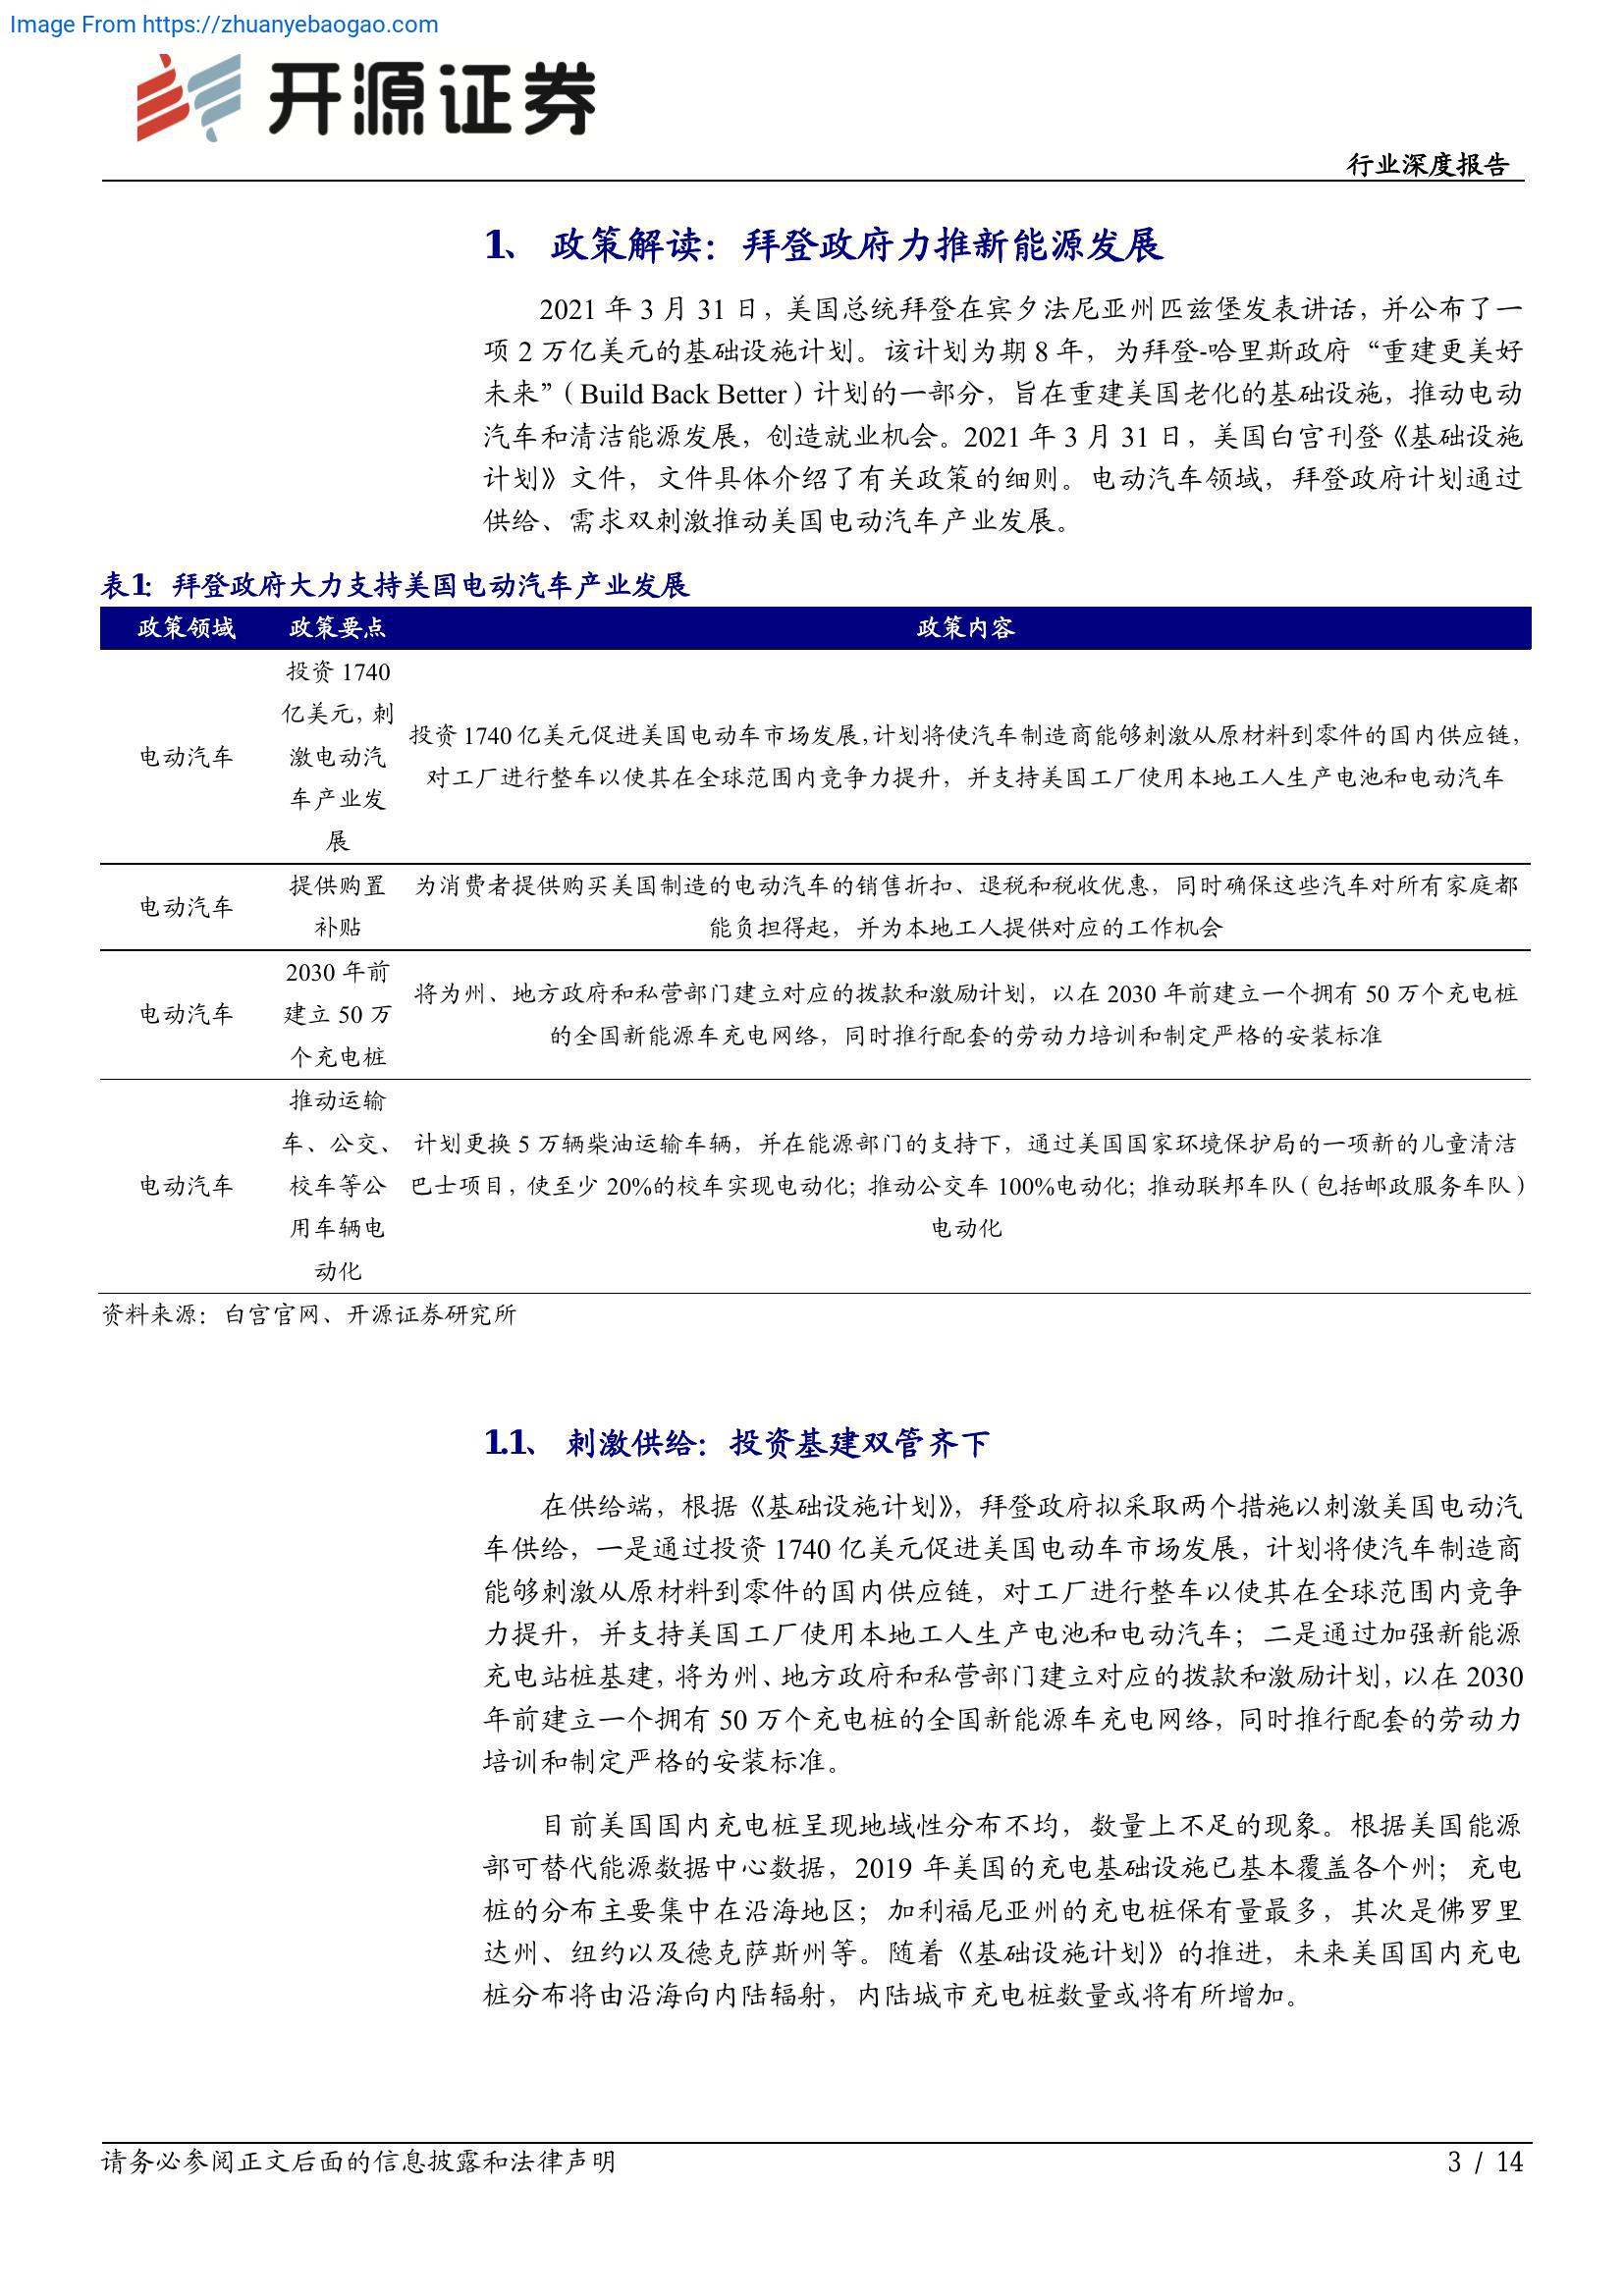 Image From https://zhuanyebaogao.com
开源证券
行业深度报告
1、 政策解读：拜登政府力推新能源发展
2021 年 3 月 31 日，美国总统拜登在宾夕法尼亚州匹兹堡发表讲话，并公布了一
项 2 万亿美元的基础设施计划。该计划为期 8 年，为拜登-哈里斯政府“重建更美好
未来”（Build Back Better）计划的一部分，旨在重建美国老化的基础设施，推动电动
汽车和清洁能源发展，创造就业机会。2021 年 3 月 31 日，美国白宫刊登《基础设施
计划》文件，文件具体介绍了有关政策的细则。电动汽车领域，拜登政府计划通过
供给、需求双刺激推动美国电动汽车产业发展。
表1：拜登政府大力支持美国电动汽车产业发展
政策领域 政策要点 政策内容
电动汽车
投资 1740
亿美元，刺
激电动汽
车产业发
展
投资 1740 亿美元促进美国电动车市场发展，计划将使汽车制造商能够刺激从原材料到零件的国内供应链，
对工厂进行整车以使其在全球范围内竞争力提升，并支持美国工厂使用本地工人生产电池和电动汽车
电动汽车
提供购置
补贴
为消费者提供购买美国制造的电动汽车的销售折扣、退税和税收优惠，同时确保这些汽车对所有家庭都
能负担得起，并为本地工人提供对应的工作机会
电动汽车
2030 年前
建立 50 万
个充电桩
将为州、地方政府和私营部门建立对应的拨款和激励计划，以在 2030 年前建立一个拥有 50 万个充电桩
的全国新能源车充电网络，同时推行配套的劳动力培训和制定严格的安装标准
电动汽车
推动运输
车、公交、
校车等公
用车辆电
动化
计划更换 5 万辆柴油运输车辆，并在能源部门的支持下，通过美国国家环境保护局的一项新的儿童清洁
巴士项目，使至少 20%的校车实现电动化；推动公交车 100%电动化；推动联邦车队（包括邮政服务车队）
电动化
资料来源：白宫官网、开源证券研究所
1.1、 刺激供给：投资基建双管齐下
在供给端，根据《基础设施计划》，拜登政府拟采取两个措施以刺激美国电动汽
车供给，一是通过投资 1740 亿美元促进美国电动车市场发展，计划将使汽车制造商
能够刺激从原材料到零件的国内供应链，对工厂进行整车以使其在全球范围内竞争
力提升，并支持美国工厂使用本地工人生产电池和电动汽车；二是通过加强新能源
充电站桩基建，将为州、地方政府和私营部门建立对应的拨款和激励计划，以在 2030
年前建立一个拥有 50 万个充电桩的全国新能源车充电网络，同时推行配套的劳动力
培训和制定严格的安装标准。
目前美国国内充电桩呈现地域性分布不均，数量上不足的现象。根据美国能源
部可替代能源数据中心数据，2019 年美国的充电基础设施已基本覆盖各个州；充电
桩的分布主要集中在沿海地区；加利福尼亚州的充电桩保有量最多，其次是佛罗里
达州、纽约以及德克萨斯州等。随着《基础设施计划》的推进，未来美国国内充电
桩分布将由沿海向内陆辐射，内陆城市充电桩数量或将有所增加。
请务必参阅正文后面的信息披露和法律声明
3 / 14